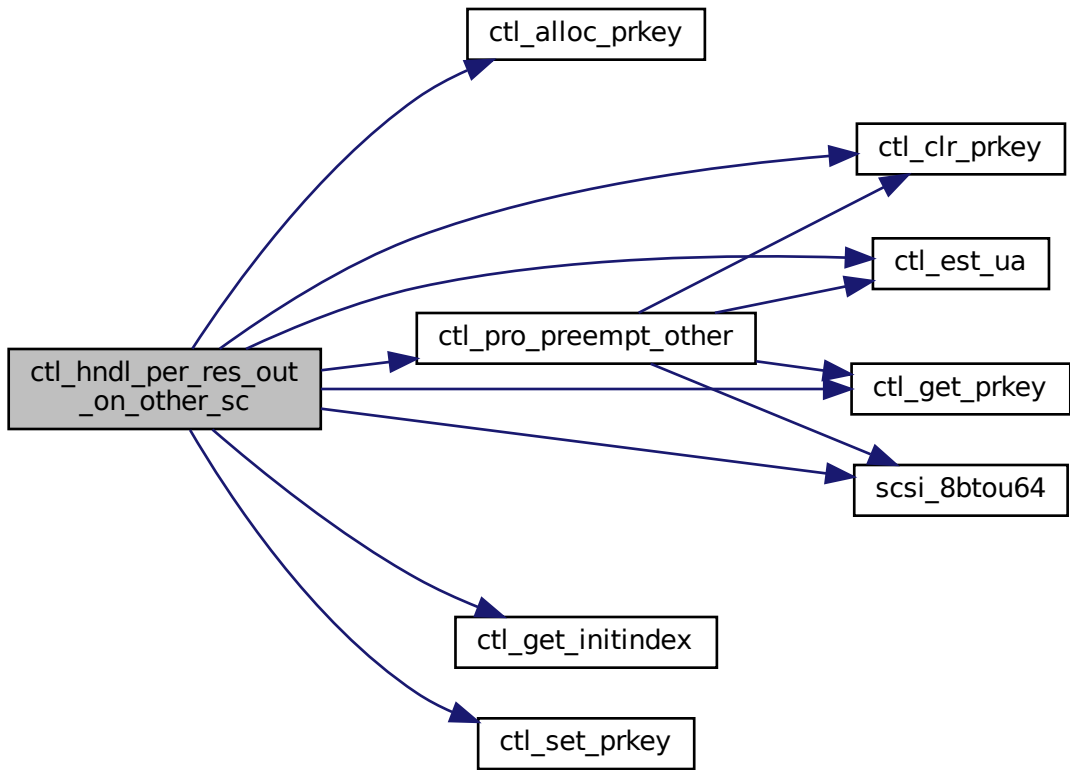 ctl_alloc_prkey
ctl_clr_prkey
ctl_est_ua
ctl_pro_preempt_other
ctl_hndl_per_res_out
_on_other_sc
ctl_get_prkey
scsi_8btou64
ctl_get_initindex
ctl_set_prkey